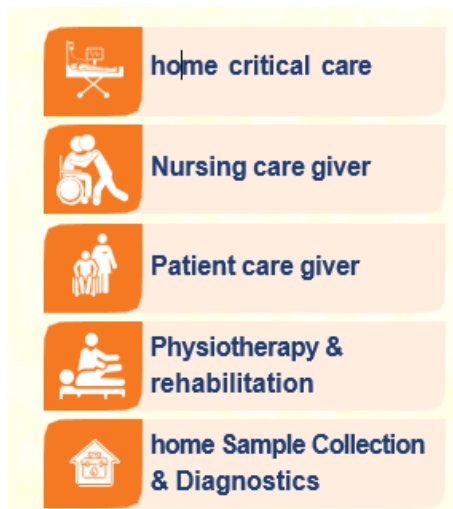 home critical care
Nursing care giver
Patient care giver
Physiotherapy &
rehabilitation
home Sample Collection
& Diagnostics